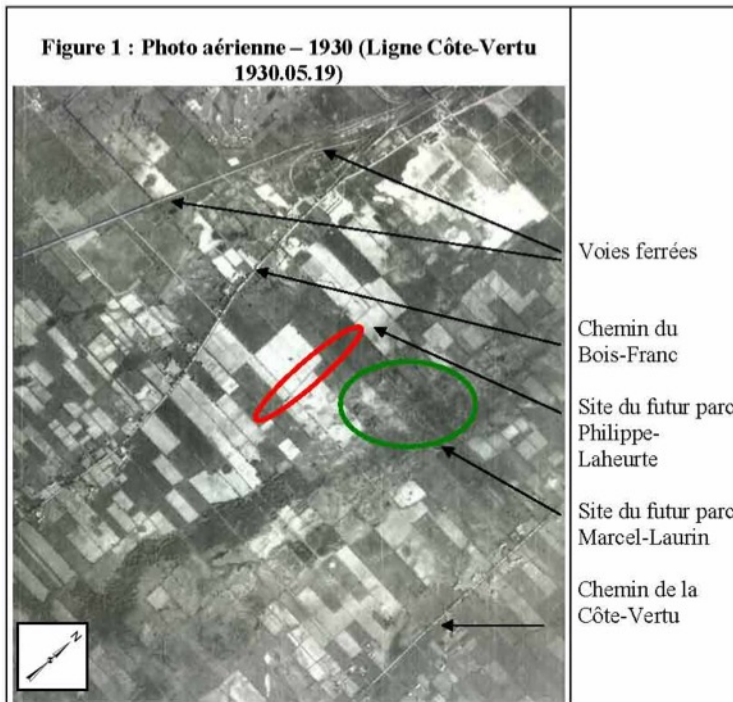 Figure 1 : Photo aérienne – 1930 (Ligne Côte-Vertu
1930.05.19)
Voies ferrées
Chemin du
Bois-Franc
Site du futur parc
Philippe-
Laheurte
Site du futur parc
Marcel-Laurin
Chemin de la
Côte-Vertu
N